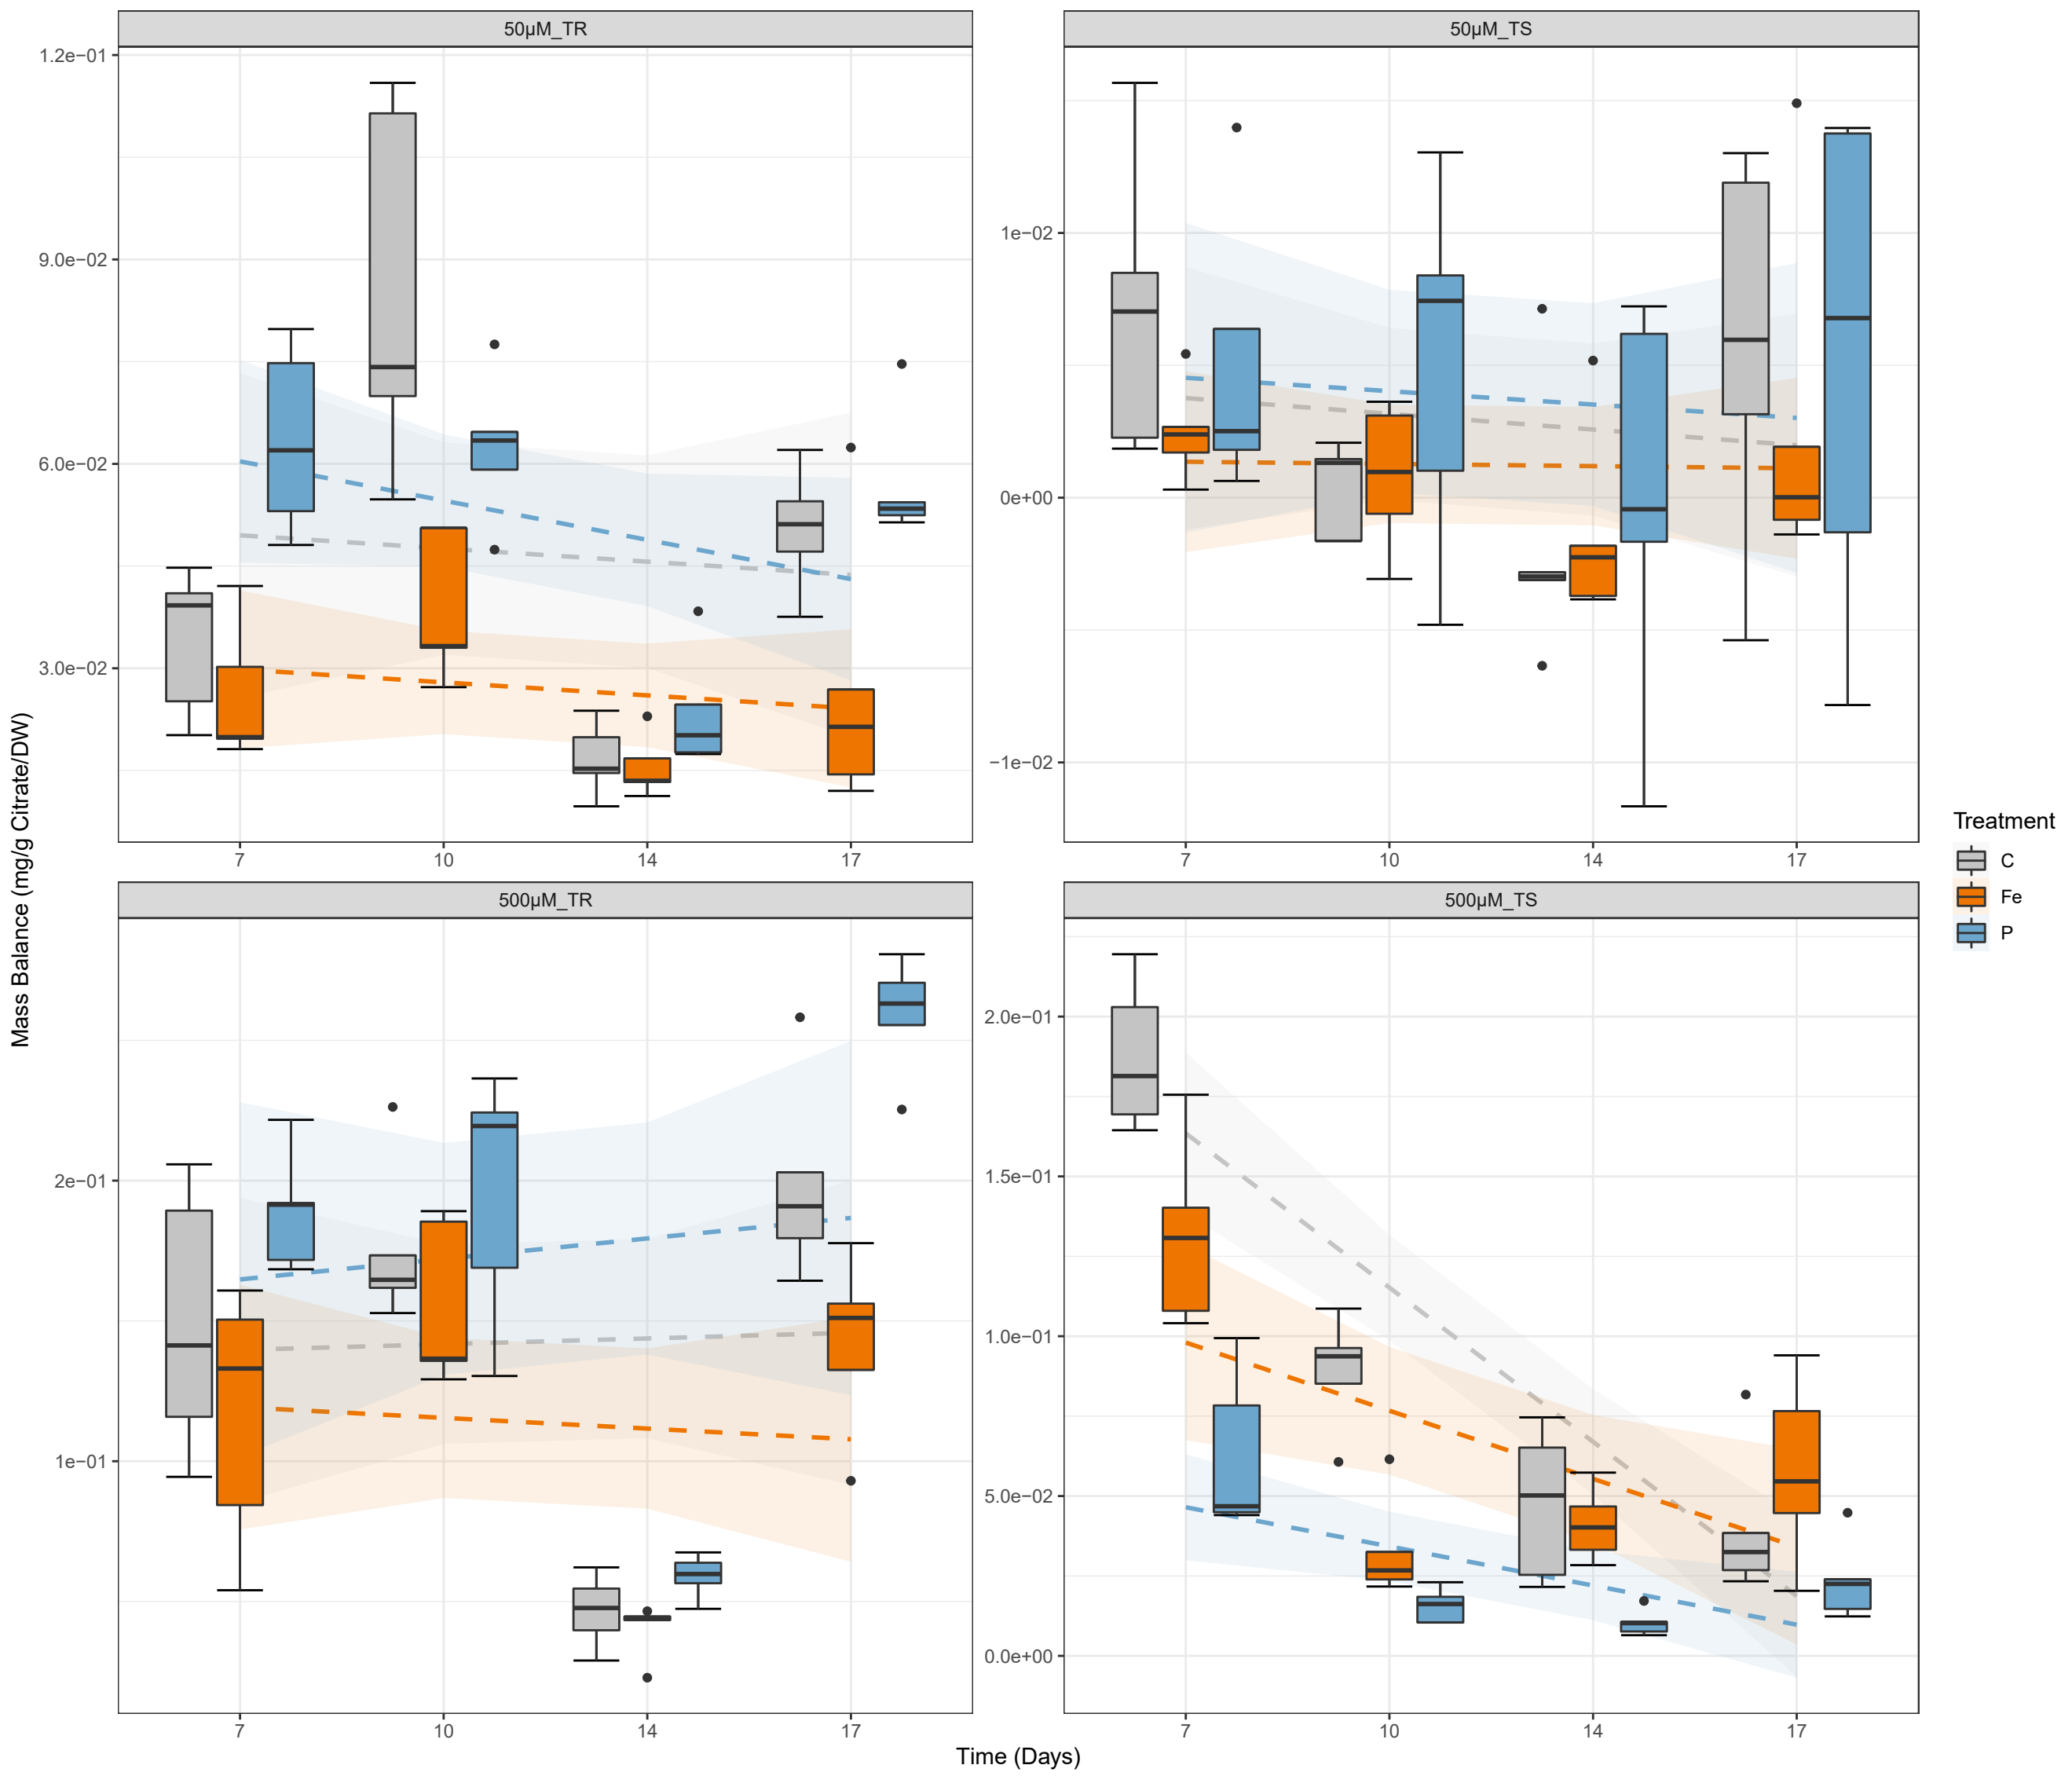 50µM_TR
50µM_TS
1.2e−01
9.0e−02
6.0e−02
3.0e−02
1e−02
0e+00
−1e−02
7 10 14 17
7 10 14 17
500µM_TR
500µM_TS
2e−01
1e−01
2.0e−01
1.5e−01
1.0e−01
5.0e−02
0.0e+00
7 10 14 17
7 10 14 17
Mass Balance (mg/g Citrate/DW)
Time (Days)
Treatment
C
Fe
P